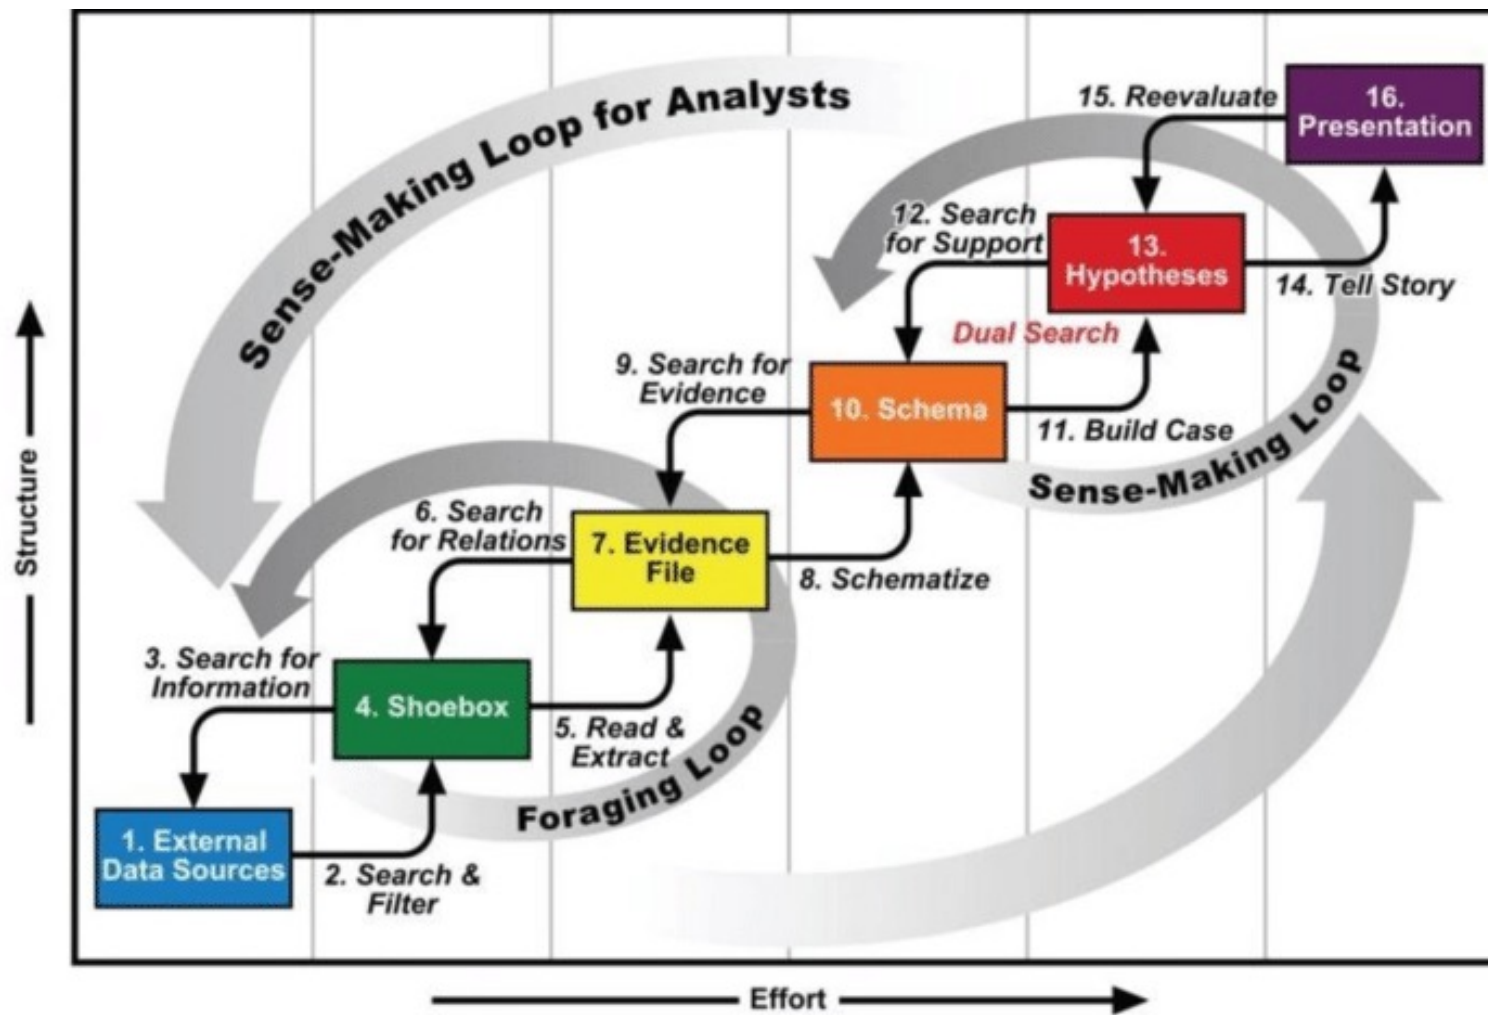 Sense-Making Loop for Analysts
15. Reevaluate
16.
Presentation
12. Search
for Support
13.
Hypotheses
14. Tell Story
Dual Search
9. Search for
Evidence
10. Schema
11. Build Case
Sense-Making Loop
6. Search
for Relations
7. Evidence
File
8. Schematize
3. Search for
Information
4. Shoebox
5. Read &
Extract
Foraging Loop
1. External
Data Sources
2. Search &
Filter
Structure
Effort